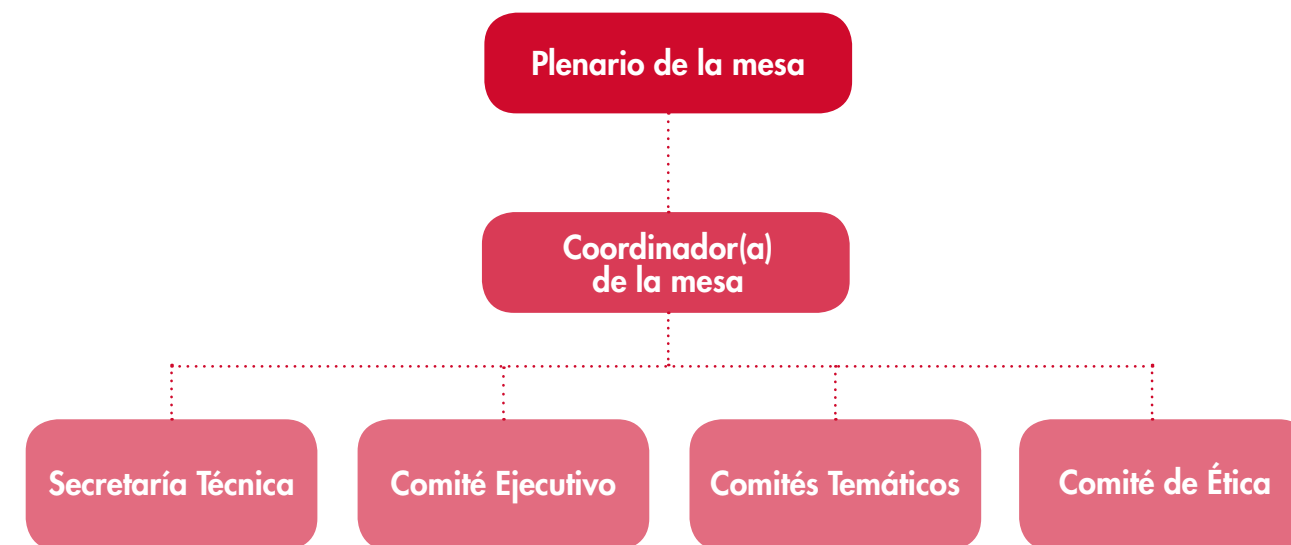 Plenario de la mesa
Coordinador(a)
de la mesa
Secretaría Técnica
Comité Ejecutivo
Comités Temáticos
Comité de Ética